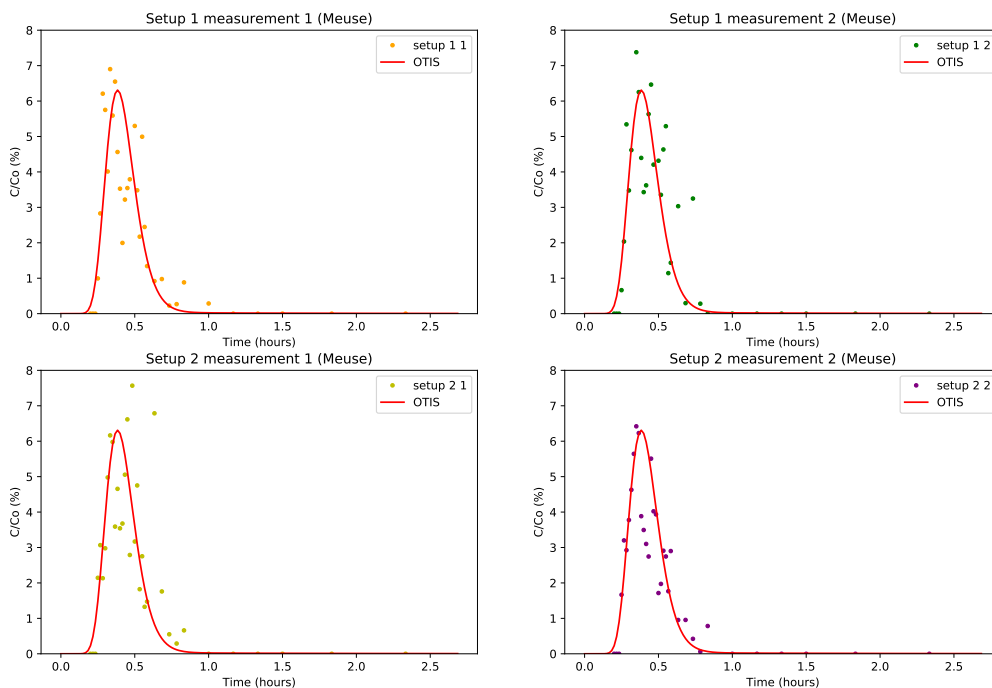 Setup 1 measurement 1 (Meuse)
8
7
6
5
4
3
2
1
0
C/Co (%)
setup 1 1
OTIS
0.0 0.5 1.0 1.5 2.0 2.5
Time (hours)
Setup 1 measurement 2 (Meuse)
8
7
6
5
4
3
2
1
0
C/Co (%)
setup 1 2
OTIS
0.0 0.5 1.0 1.5 2.0 2.5
Time (hours)
Setup 2 measurement 1 (Meuse)
8
7
6
5
4
3
2
1
0
C/Co (%)
setup 2 1
OTIS
0.0 0.5 1.0 1.5 2.0 2.5
Time (hours)
Setup 2 measurement 2 (Meuse)
8
7
6
5
4
3
2
1
0
C/Co (%)
setup 2 2
OTIS
0.0 0.5 1.0 1.5 2.0 2.5
Time (hours)